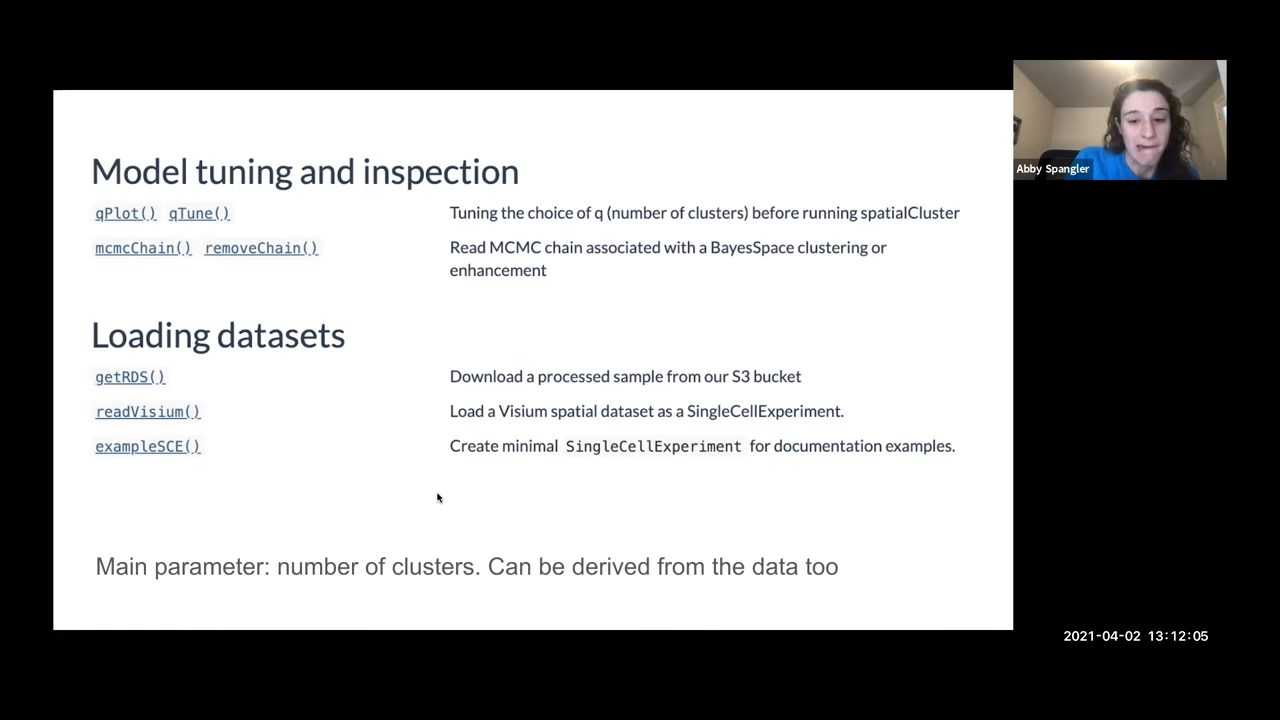 Model tuning and inspection
qPlot() qTune() Tuning the choice of q (number of clusters) before running spatialCluster
mcmcChain() removeChain() Read MCMC chain associated with a BayesSpace clustering or
enhancement
Loading datasets
getRDS() Download a processed sample from our S3 bucket
readVisium() Load a Visium spatial dataset as a SingleCellExperiment.
exampleSCE() Create minimal SingleCellExperiment for documentation examples.
Main parameter: number of clusters. Can be derived from the data too
Abby Spangler
2021-04-02 13:12:05